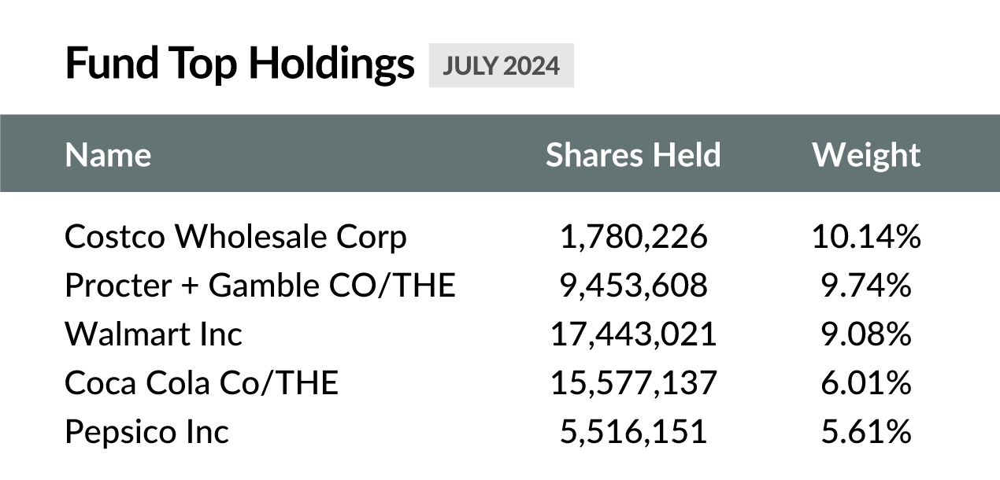 Fund Top Holdings JULY 2024
Name Shares Held Weight
Costco Wholesale Corp 1,780,226 10.14%
Procter + Gamble CO/THE 9,453,608 9.74%
Walmart Inc 17,443,021 9.08%
Coca Cola Co/THE 15,577,137 6.01%
Pepsico Inc 5,516,151 5.61%